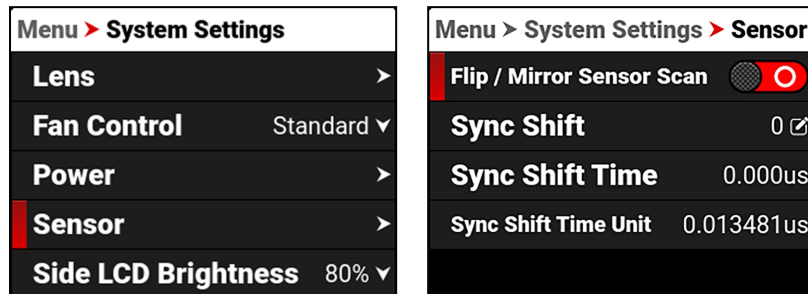 Menu > System Settings
Lens >
Fan Control Standard
Power >
Sensor >
Side LCD Brightness 80%
Menu > System Settings > Sensor
Flip / Mirror Sensor Scan
Sync Shift 0
Sync Shift Time 0.000us
Sync Shift Time Unit 0.013481us